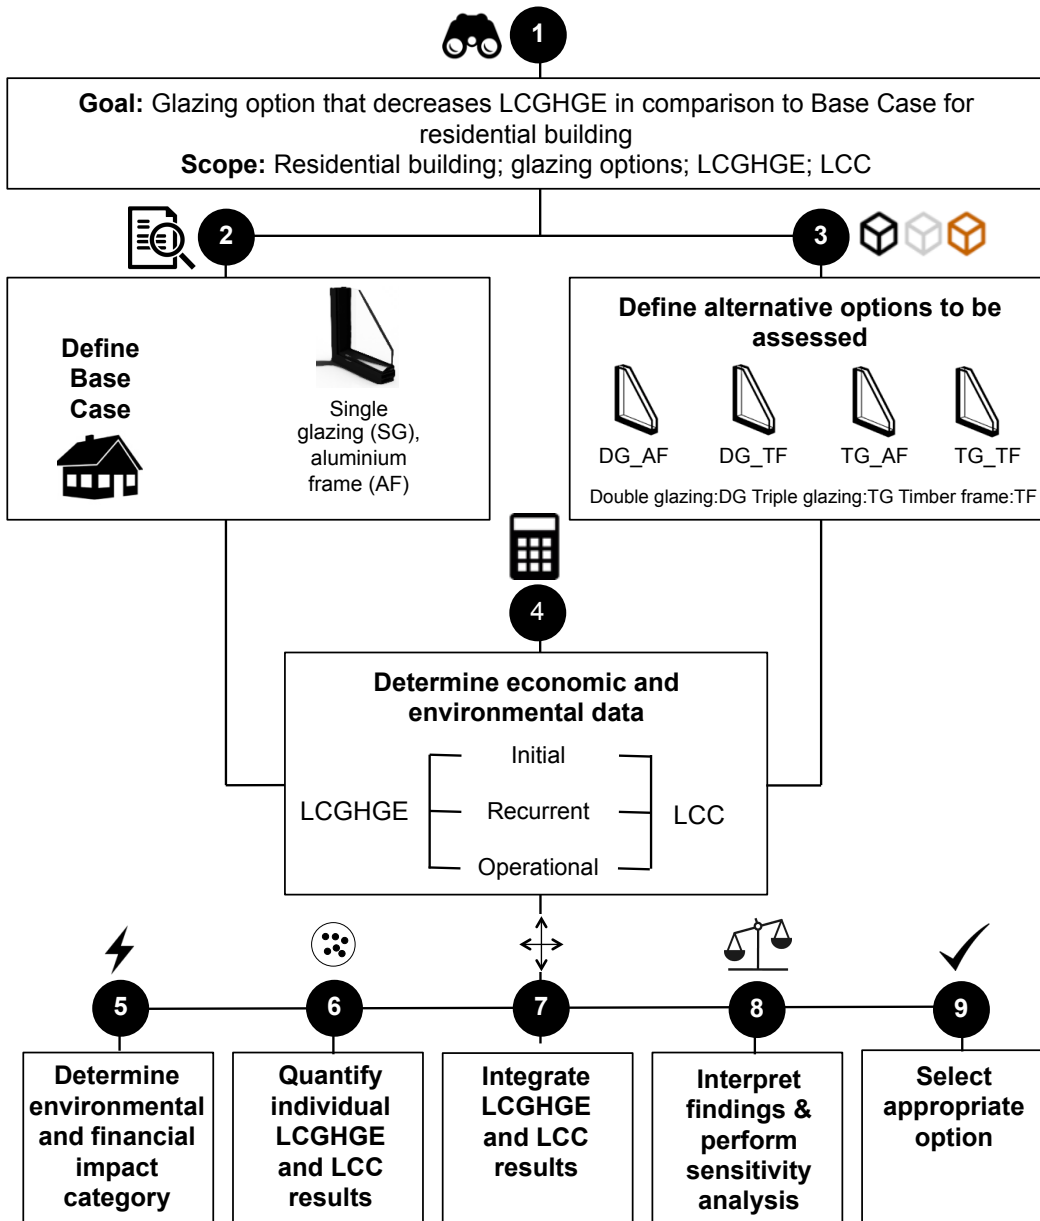 1
Goal: Glazing option that decreases LCGHGE in comparison to Base Case for
residential building
Scope: Residential building; glazing options; LCGHGE; LCC
2
3
Define
Base
Case
Single
glazing (SG),
aluminium
frame (AF)
Define alternative options to be
assessed
DG_AF DG_TF TG_AF TG_TF
Double glazing:DG Triple glazing:TG Timber frame:TF
4
Determine economic and
environmental data
Initial
LCGHGE Recurrent LCC
Operational
5
6
7
8
9
Determine
environmental
and financial
impact
category
Quantify
individual
LCGHGE
and LCC
results
Integrate
LCGHGE
and LCC
results
Interpret
findings &
perform
sensitivity
analysis
Select
appropriate
option